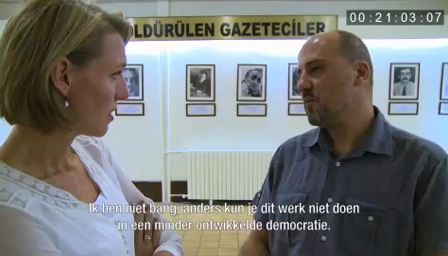 00:21:03:07
ÖLDÜRÜLEN GAZETECİLER
Ik ben niet bang, anders kun je dit werk niet doen
in een minder ontwikkelde democratie.